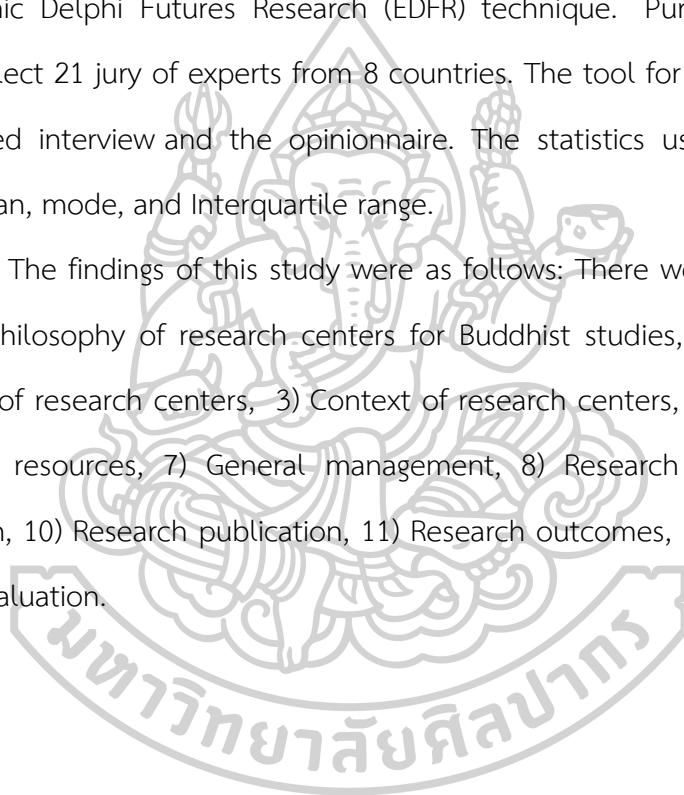 nic Delphi Futures Research (EDFR) technique. Pur
lect 21 jury of experts from 8 countries. The tool for
ed interview and the opinionnaire. The statistics us
an, mode, and Interquartile range.
The findings of this study were as follows: There we
hilosophy of research centers for Buddhist studies,
of research centers, 3) Context of research centers,
resources, 7) General management, 8) Research
n, 10) Research publication, 11) Research outcomes,
aluation.
มหาวิทยาลัยศิลปากร